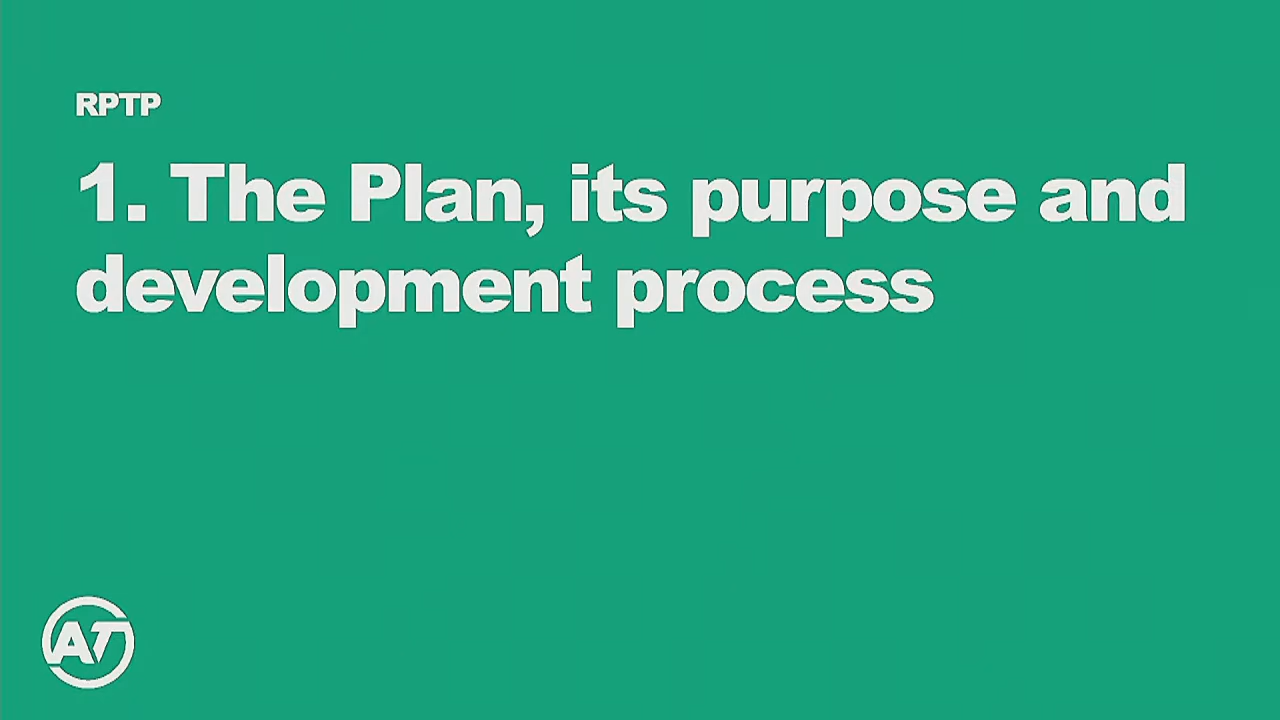 RPTP
1. The Plan, its purpose and
development process
AT